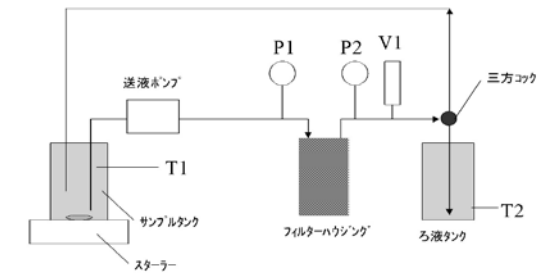 P1
P2
V1
送液ポンプ
三方コック
T1
サンプルタンク
スターラー
フィルターハウジング
T2
ろ液タンク